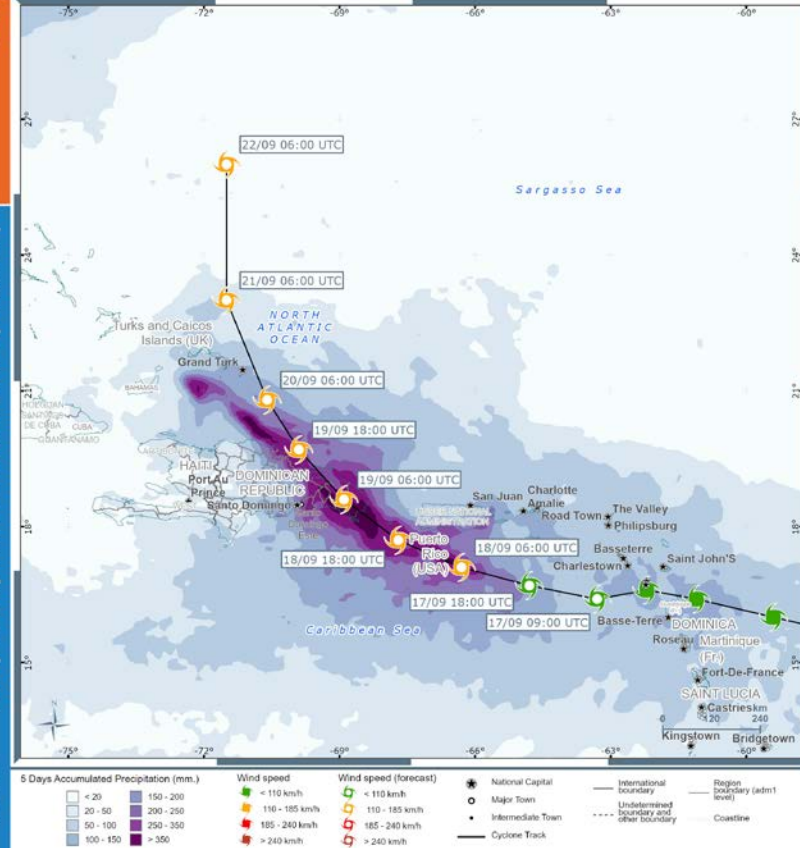 -75° -72° -69° -66° -63° -60°
27°
27°
22/09 06:00 UTC
Sargasso Sea
24°
24°
21/09 06:00 UTC
NORTH
ATLANTIC
OCEAN
Turks and Caicos
Islands (UK)
Grand Turk
20/09 06:00 UTC
BAHAMAS
21°
21°
CUBA
DE CUBA
GUANTANAMO
19/09 18:00 UTC
HAITI
Port Au
Prince
DOMINICAN
REPUBLIC
19/09 06:00 UTC
Santo Domingo
San Juan
Charlotte
Amalie
Road Town
The Valley
Philipsburg
18°
18°
ADMINISTRATION
Puerto
Rico
(USA)
18/09 18:00 UTC
18/09 06:00 UTC
Basseterre
Charlestown
Saint John'S
17/09 18:00 UTC
17/09 09:00 UTC
Basse-Terre
DOMINICA
Roseau
Martinique
(Fr.)
Caribbean Sea
15°
15°
Fort-De-France
SAINT LUCIA
Castries
km
0 120 240
Kingstown
Bridgetown
N
-75° -72° -69° -66° -63° -60°
5 Days Accumulated Precipitation (mm.)
< 20
20 - 50
50 - 100
100 - 150
150 - 200
200 - 250
250 - 350
> 350
Wind speed
< 110 km/h
110 - 185 km/h
185 - 240 km/h
> 240 km/h
Wind speed (forecast)
< 110 km/h
110 - 185 km/h
185 - 240 km/h
> 240 km/h
National Capital
Major Town
Intermediate Town
Cyclone Track
International
boundary
Undetermined
boundary and
other boundary
Region
boundary (adm1
level)
Coastline